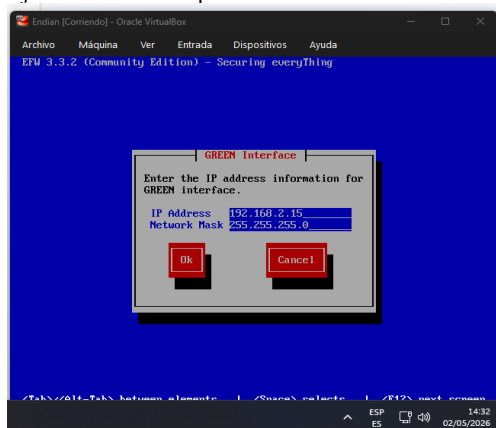 Endian [Corriendo] - Oracle VirtualBox
Archivo Máquina Ver Entrada Dispositivos Ayuda
EFW 3.3.2 (Community Edition) - Securing everyThing
GREEN Interface
Enter the IP address information for
GREEN interface.
IP Address 192.168.2.15
Network Mask 255.255.255.0
Ok Cancel
<Tab>/<Alt-Tab> between elements | <Space> selects | <F12> next screen
ESP 14:32
ES 02/05/2026